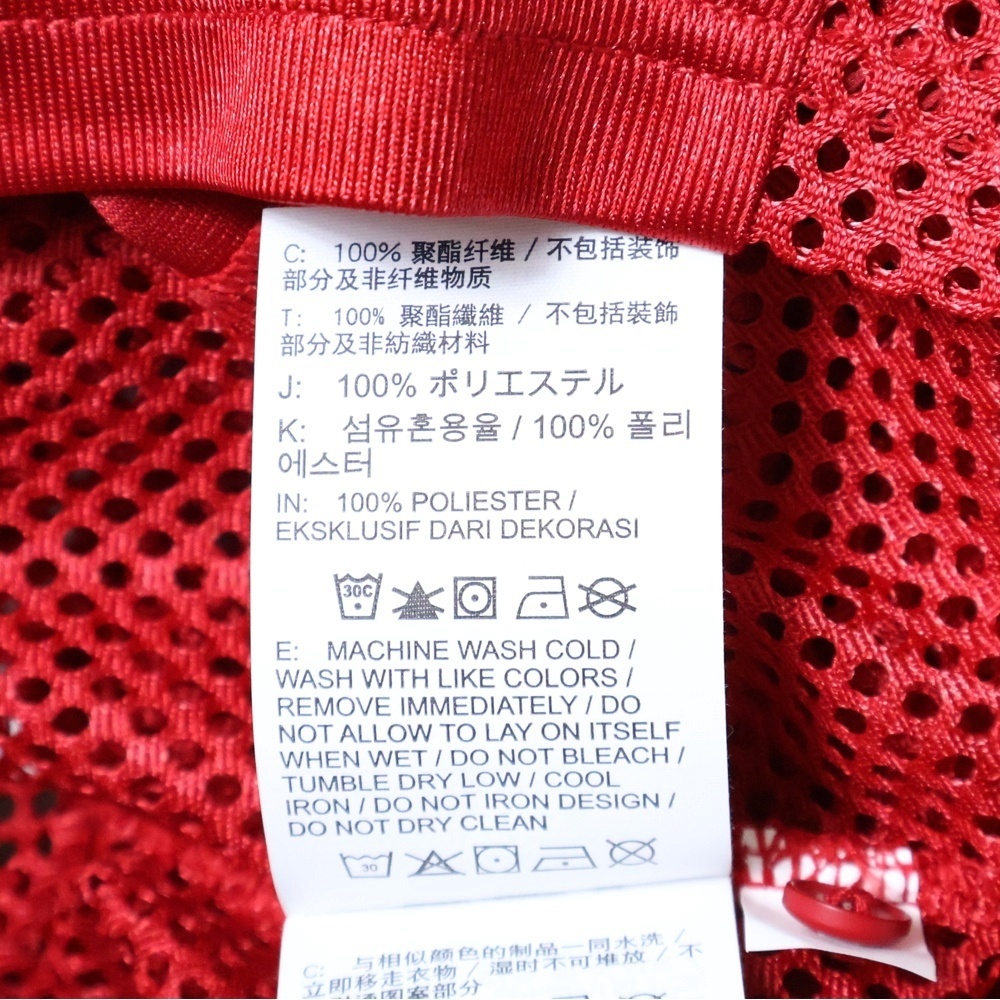 C: 100% 聚酯纤维 / 不包括装饰
部分及非纤维物质
T: 100% 聚酯纖維 / 不包括裝飾
部分及非紡織材料
J: 100% ポリエステル
K: 섬유혼용율 / 100% 폴리
에스터
IN: 100% POLIESTER /
EKSKLUSIF DARI DEKORASI
30C
E: MACHINE WASH COLD /
WASH WITH LIKE COLORS /
REMOVE IMMEDIATELY / DO
NOT ALLOW TO LAY ON ITSELF
WHEN WET / DO NOT BLEACH /
TUMBLE DRY LOW / COOL
IRON / DO NOT IRON DESIGN /
DO NOT DRY CLEAN
30
C: 与相似颜色的制品一同水洗 /
立即移走衣物 / 湿时不可堆放 / 不
图案部分